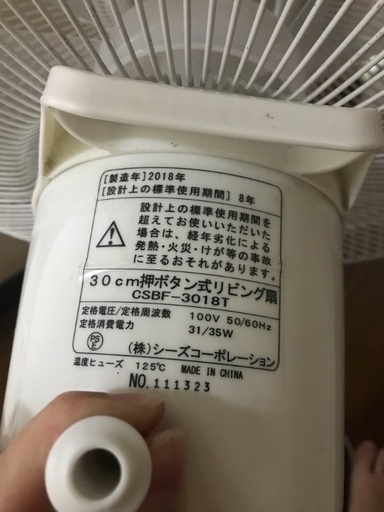 [製造年]2018年
[設計上の標準使用期間] 8年
設計上の標準使用期間を
超えてお使いいただいた
場合は、経年劣化による
発熱・火災・けが等の事故
に至るおそれがあります。
30cm押ボタン式リビング扇
CSBF-3018T
定格電圧/定格周波数 100V 50/60Hz
定格消費電力 31/35W
PSE (株)シーズコーポレーション
温度ヒューズ 125℃ MADE IN CHINA
NO.111323